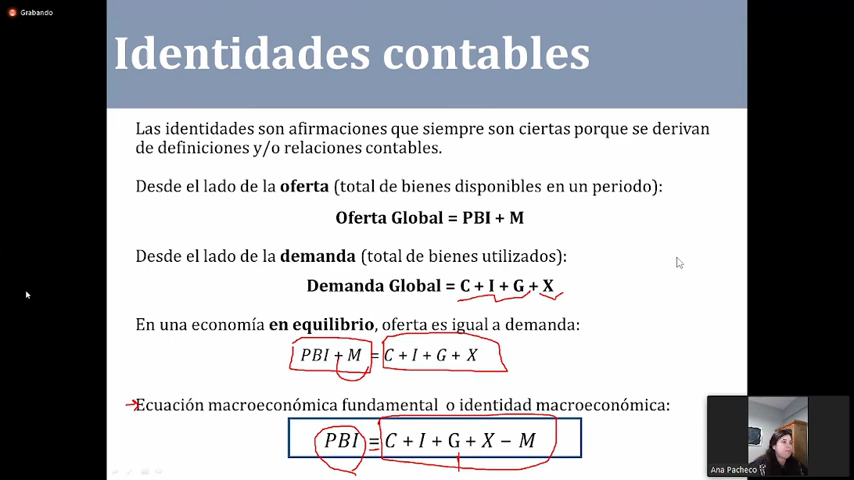 Grabando
Identidades contables
Las identidades son afirmaciones que siempre son ciertas porque se derivan
de definiciones y/o relaciones contables.
Desde el lado de la oferta (total de bienes disponibles en un periodo):
Oferta Global = PBI + M
Desde el lado de la demanda (total de bienes utilizados):
Demanda Global = C + I + G + X
En una economía en equilibrio, oferta es igual a demanda:
PBI + M = C + I + G + X
Ecuación macroeconómica fundamental o identidad macroeconómica:
PBI = C + I + G + X − M
Ana Pacheco